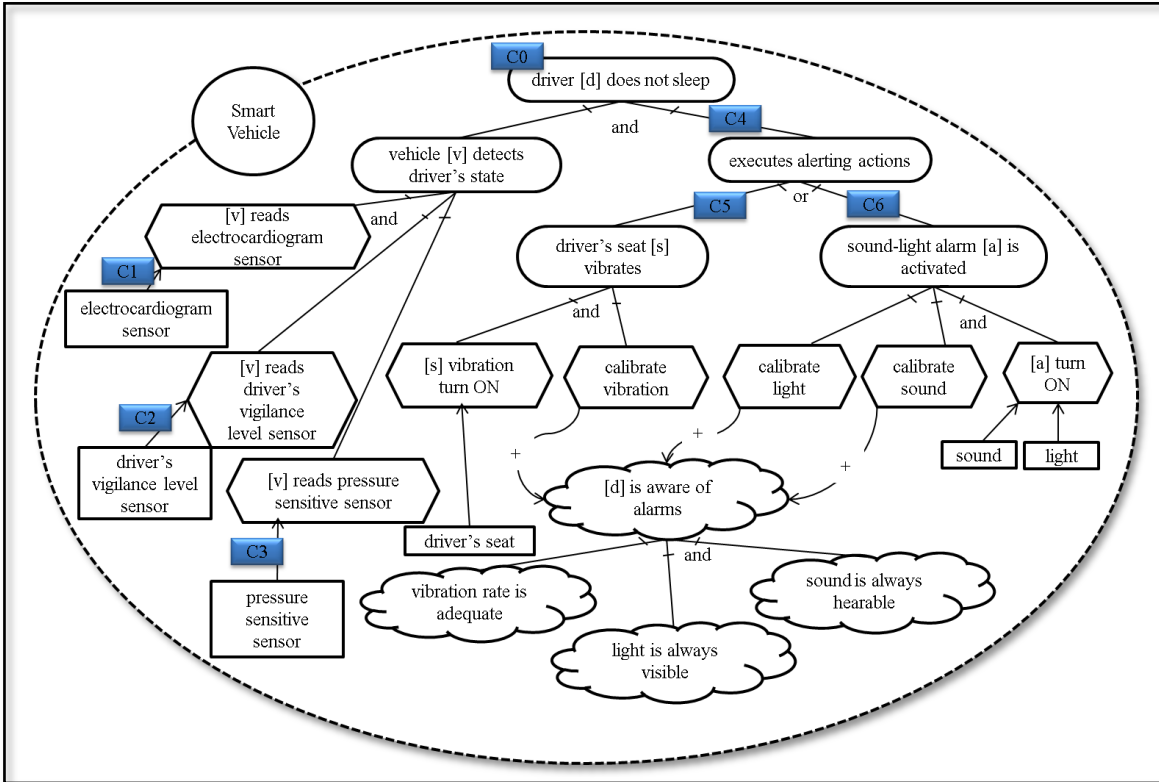 C0
driver [d] does not sleep
Smart
Vehicle
and
C4
vehicle [v] detects
driver's state
executes alerting actions
C5
or
C6
[v] reads
electrocardiogram
sensor
and
driver's seat [s]
vibrates
sound-light alarm [a] is
activated
C1
electrocardiogram
sensor
and
and
[v] reads
driver's
vigilance
level sensor
[s] vibration
turn ON
calibrate
vibration
calibrate
light
calibrate
sound
[a] turn
ON
C2
driver's
vigilance level
sensor
+
+
+
sound
light
[v] reads pressure
sensitive sensor
[d] is aware of
alarms
C3
driver's seat
and
pressure
sensitive
sensor
vibration rate is
adequate
sound is always
hearable
light is always
visible